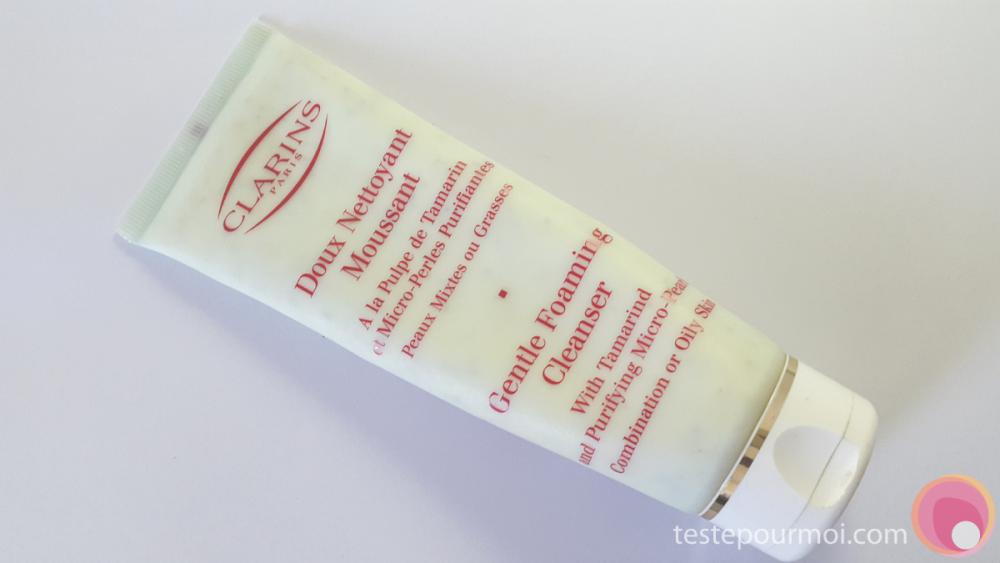 CLARINS
PARIS
Doux Nettoyant
Moussant
A la Pulpe de Tamarin
et Micro-Perles Purifiantes
Peaux Mixtes ou Grasses
Gentle Foaming
Cleanser
With Tamarind
and Purifying Micro-
Combination or Oily Skin
testepourmoi.com